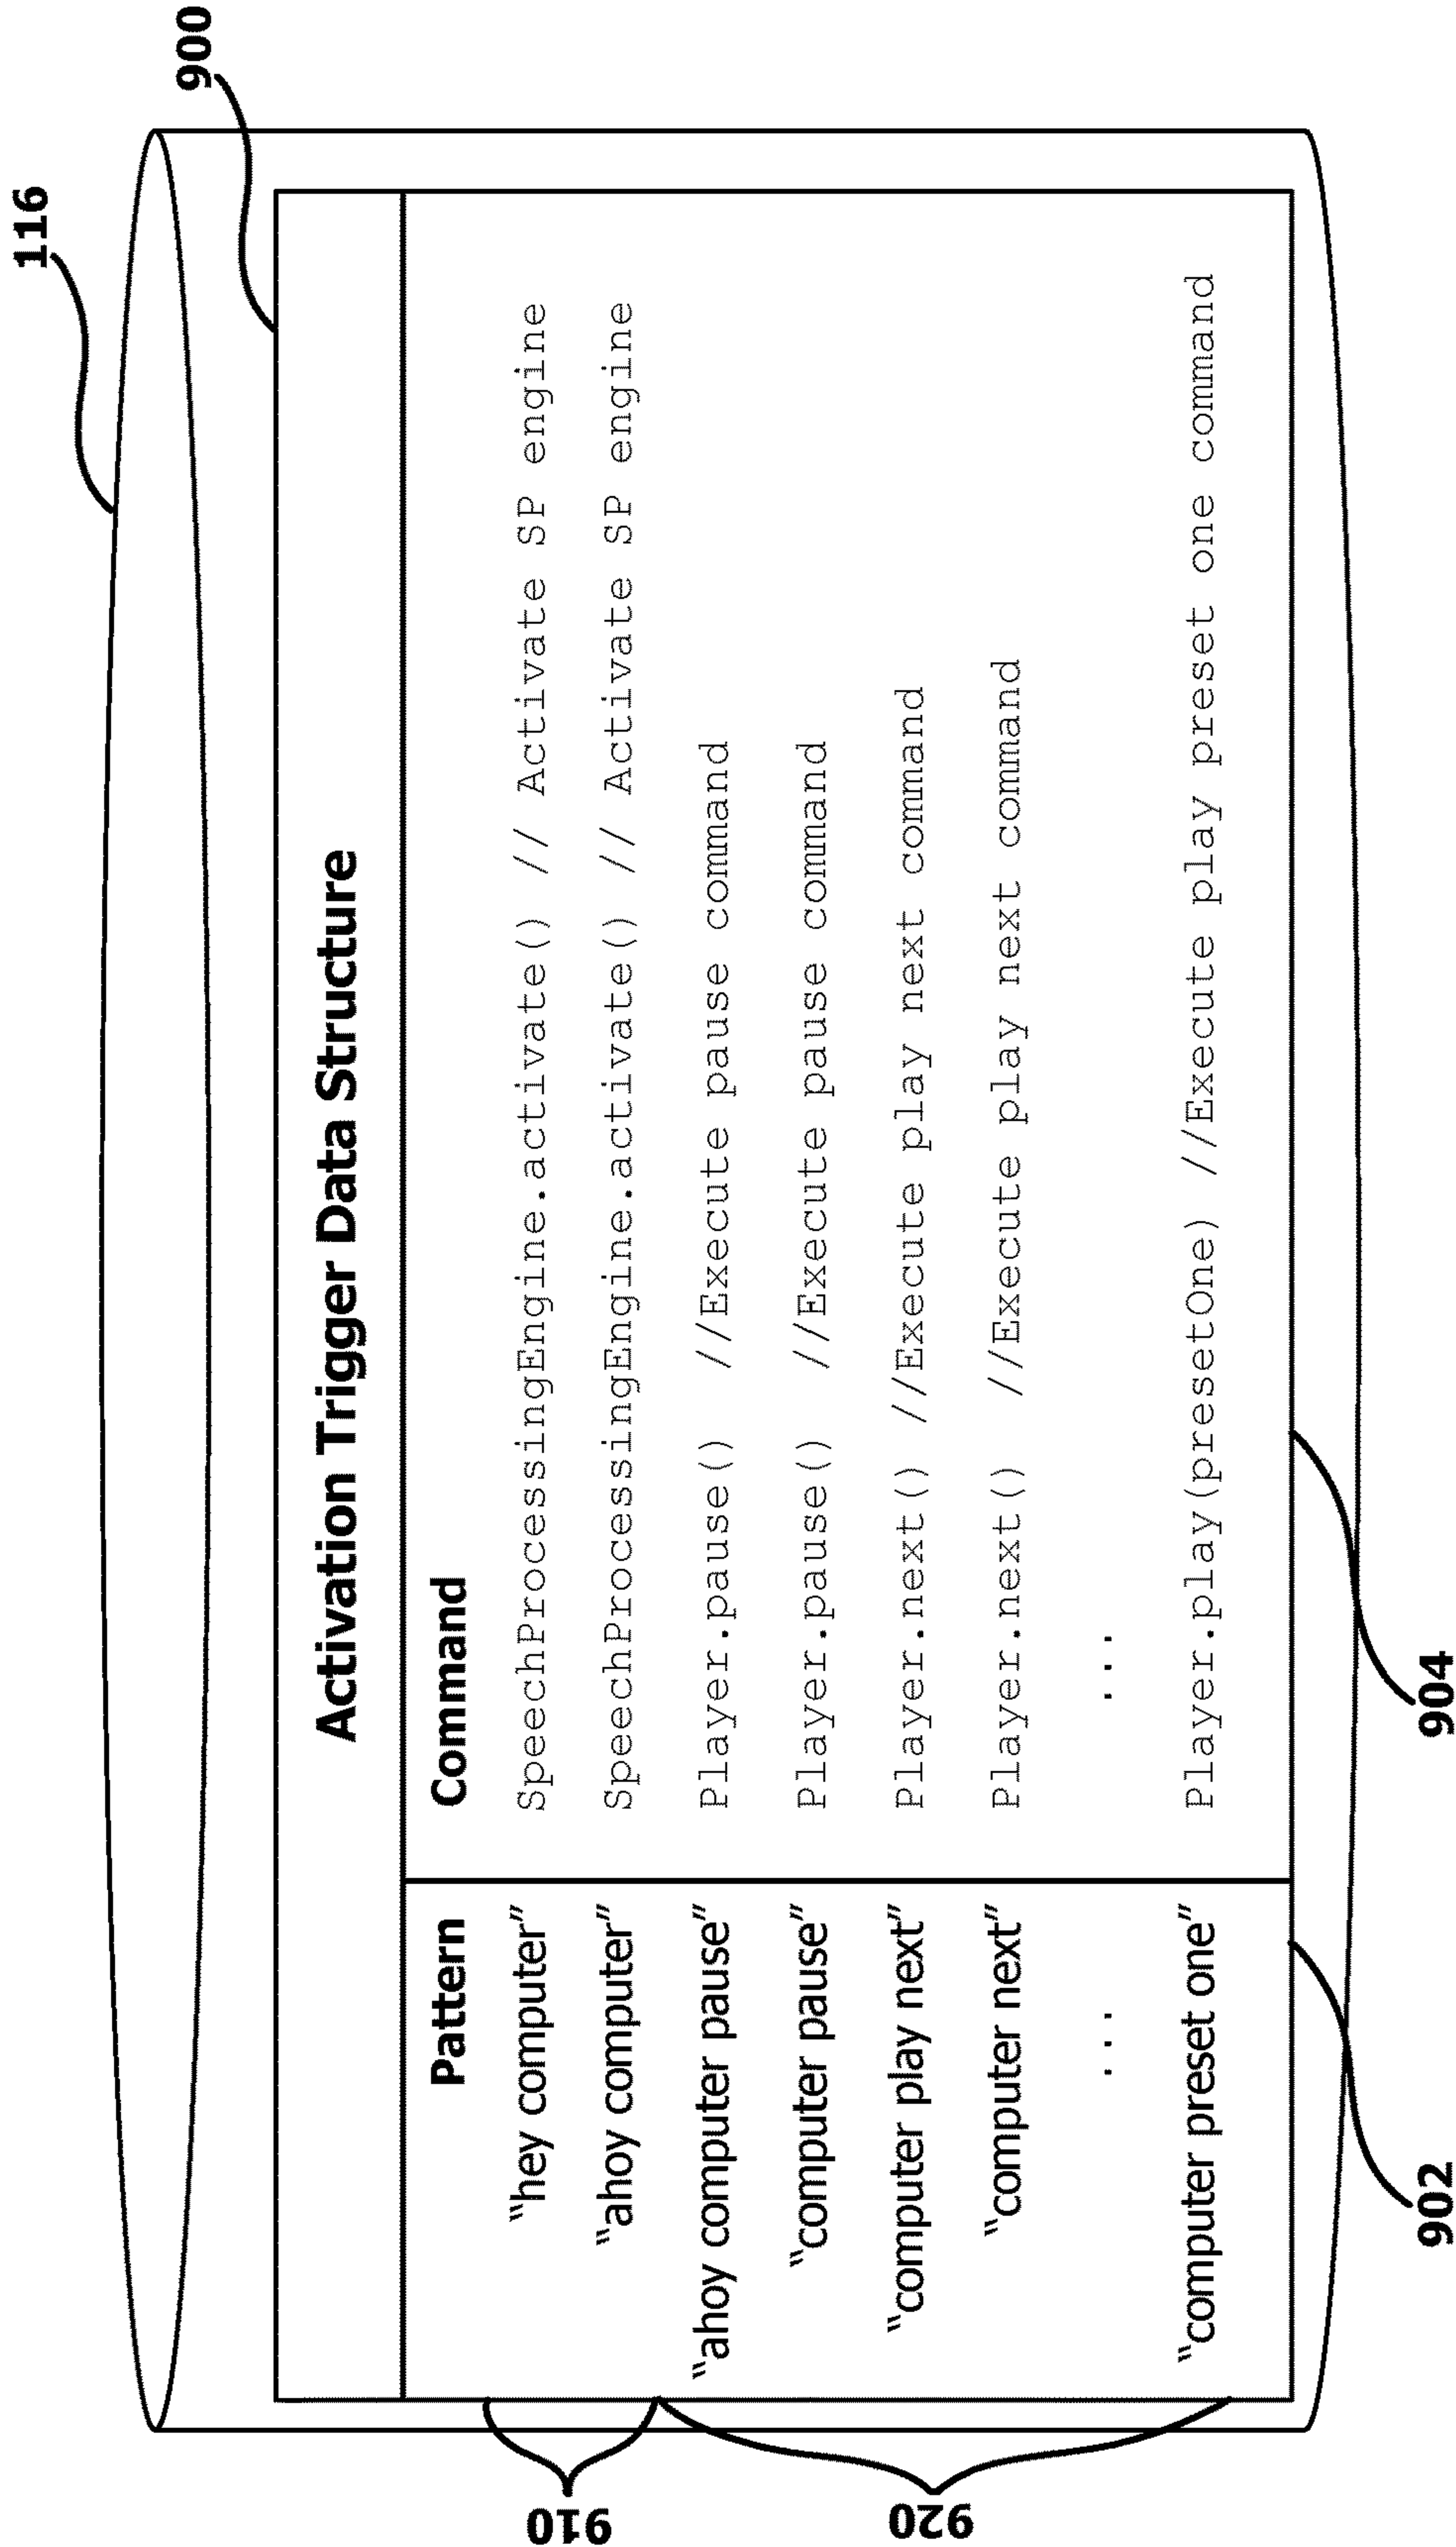 116
900
Activation Trigger Data Structure
Pattern Command
“hey computer” SpeechProcessingEngine.activate() // Activate SP engine
“ahoy computer” SpeechProcessingEngine.activate() // Activate SP engine
“ahoy computer pause” Player.pause() //Execute pause command
“computer pause” Player.pause() //Execute pause command
“computer play next” Player.next() //Execute play next command
“computer next” Player.next() //Execute play next command
... ...
“computer preset one” Player.play(presetOne) //Execute play preset one command
910
920
902
904